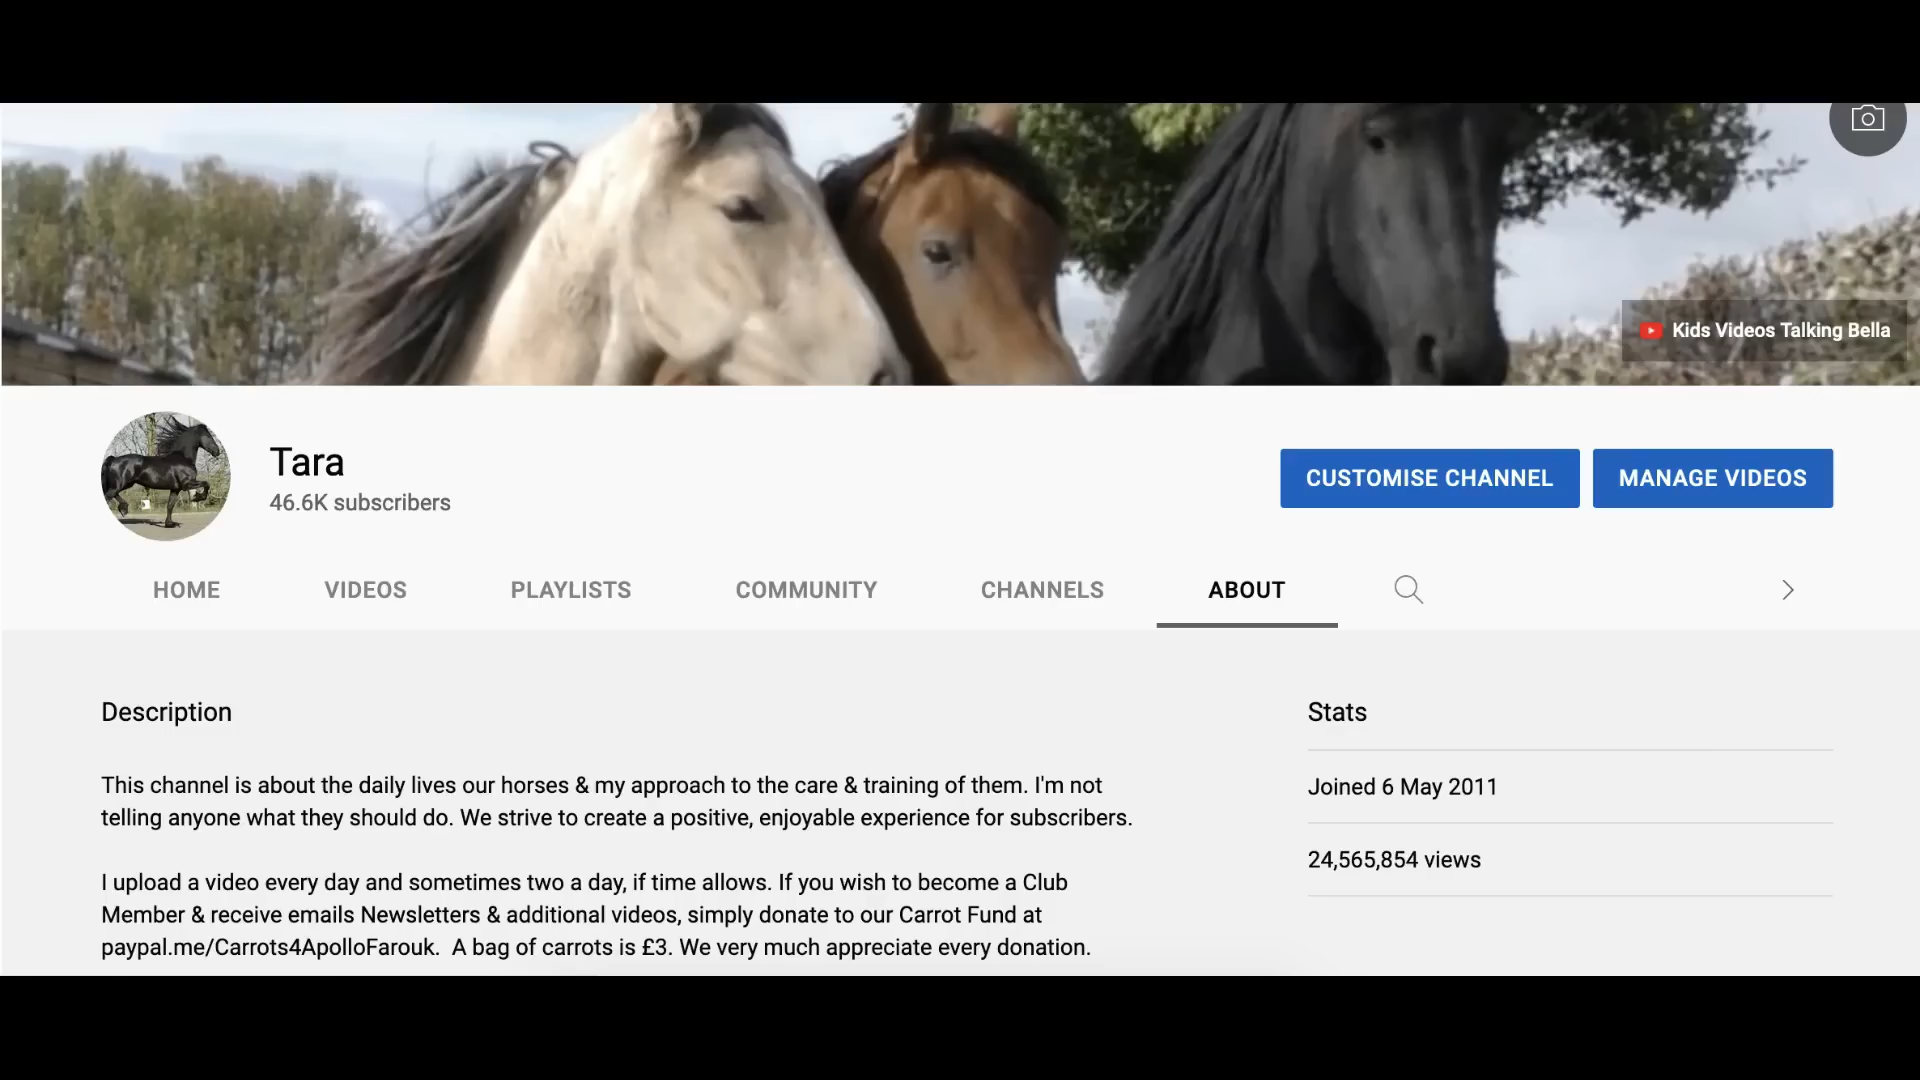 Kids Videos Talking Bella
Tara
46.6K subscribers
CUSTOMISE CHANNEL
MANAGE VIDEOS
HOME
VIDEOS
PLAYLISTS
COMMUNITY
CHANNELS
ABOUT
Description
This channel is about the daily lives our horses & my approach to the care & training of them. I'm not
telling anyone what they should do. We strive to create a positive, enjoyable experience for subscribers.
I upload a video every day and sometimes two a day, if time allows. If you wish to become a Club
Member & receive emails Newsletters & additional videos, simply donate to our Carrot Fund at
paypal.me/Carrots4ApolloFarouk.  A bag of carrots is £3. We very much appreciate every donation.
Stats
Joined 6 May 2011
24,565,854 views